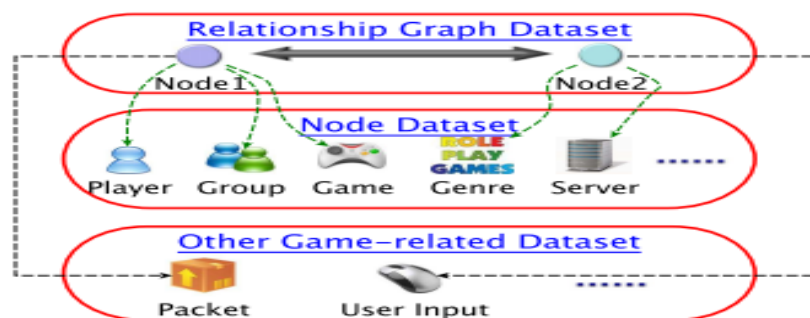 Relationship Graph Dataset
Node1 Node2
Node Dataset
ROLE
PLAY
GAMES
Player Group Game Genre Server ......
Other Game-related Dataset
Packet User Input ......